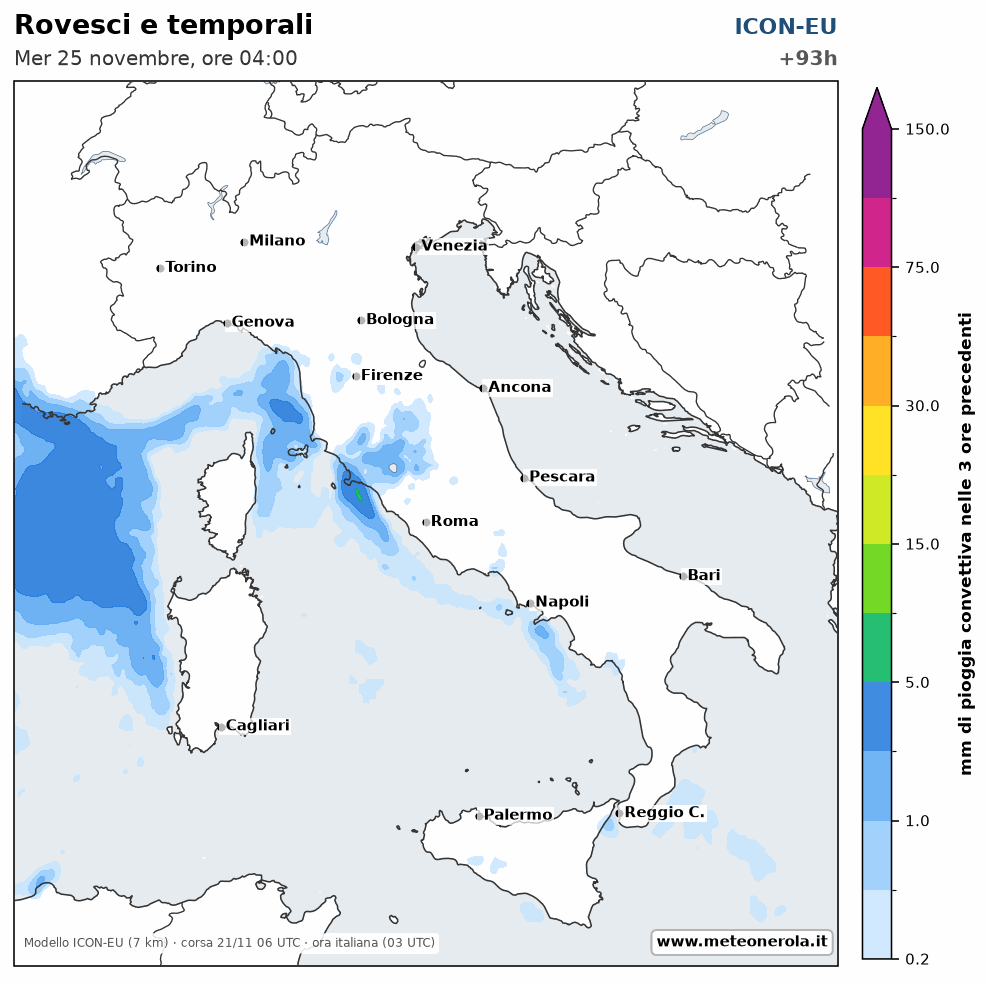 Rovesci e temporali
ICON-EU
Mer 25 novembre, ore 04:00
+93h
150.0
75.0
30.0
15.0
5.0
1.0
0.2
mm di pioggia convettiva nelle 3 ore precedenti
Milano
Venezia
Torino
Genova
Bologna
Firenze
Ancona
Pescara
Roma
Bari
Napoli
Cagliari
Palermo
Reggio C.
Modello ICON-EU (7 km) · corsa 21/11 06 UTC · ora italiana (03 UTC)
www.meteonerola.it